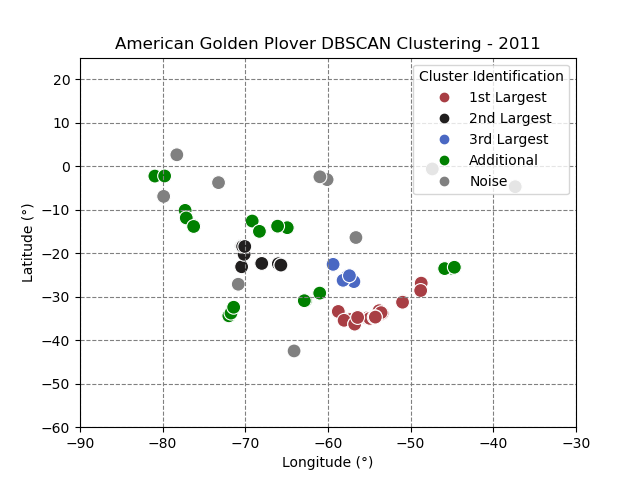 American Golden Plover DBSCAN Clustering - 2011
Cluster Identification
1st Largest
2nd Largest
3rd Largest
Additional
Noise
20
10
0
−10
−20
−30
−40
−50
−60
Latitude (°)
−90
−80
−70
−60
−50
−40
−30
Longitude (°)